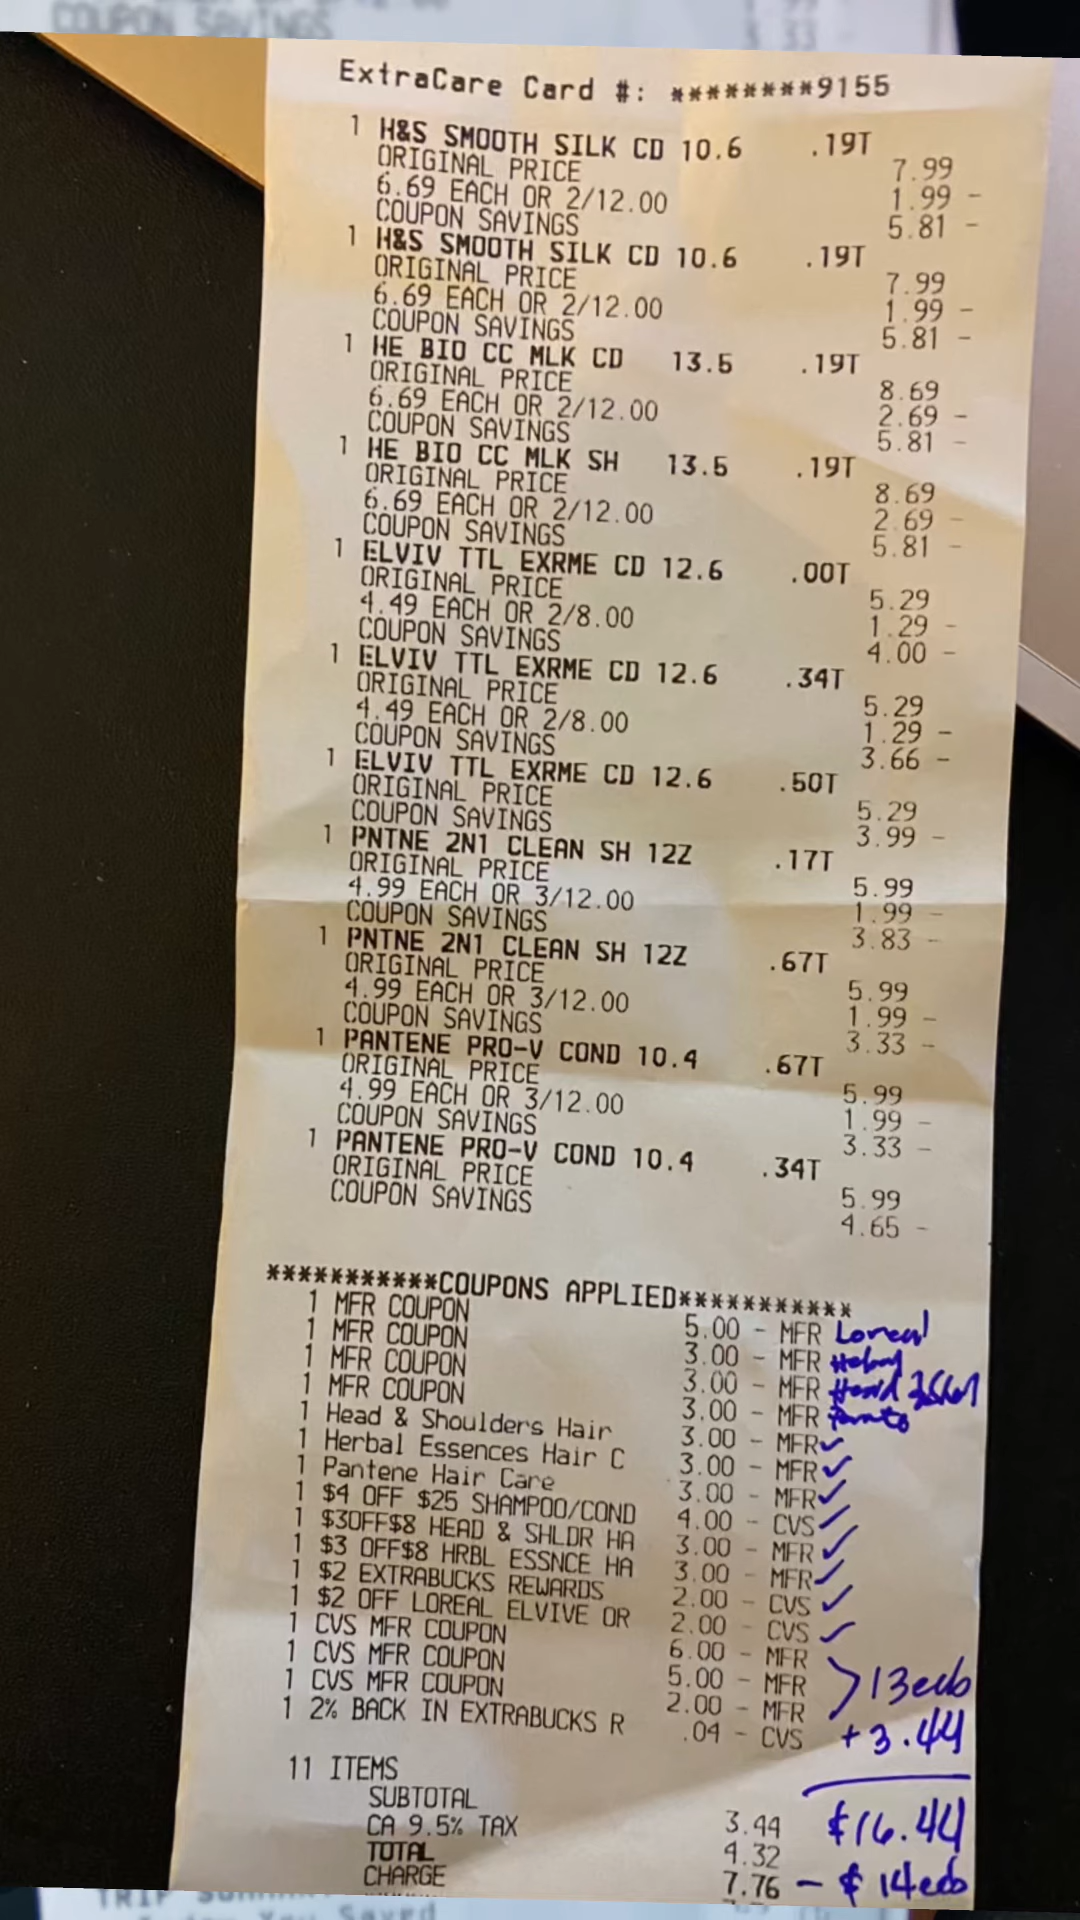 COUPON SAVINGS
ExtraCare Card #: ********9155
1 H&S SMOOTH SILK CD 10.6 .19T
ORIGINAL PRICE 7.99
6.69 EACH OR 2/12.00 1.99 -
COUPON SAVINGS 5.81 -
1 H&S SMOOTH SILK CD 10.6 .19T
ORIGINAL PRICE 7.99
6.69 EACH OR 2/12.00 1.99 -
COUPON SAVINGS 5.81 -
1 HE BIO CC MLK CD 13.5 .19T
ORIGINAL PRICE 8.69
6.69 EACH OR 2/12.00 2.69 -
COUPON SAVINGS 5.81 -
1 HE BIO CC MLK SH 13.5 .19T
ORIGINAL PRICE 8.69
6.69 EACH OR 2/12.00 2.69 -
COUPON SAVINGS 5.81 -
1 ELVIV TTL EXRME CD 12.6 .00T
ORIGINAL PRICE 5.29
4.49 EACH OR 2/8.00 1.29 -
COUPON SAVINGS 4.00 -
1 ELVIV TTL EXRME CD 12.6 .34T
ORIGINAL PRICE 5.29
4.49 EACH OR 2/8.00 1.29 -
COUPON SAVINGS 3.66 -
1 ELVIV TTL EXRME CD 12.6 .50T
ORIGINAL PRICE 5.29
COUPON SAVINGS 3.99 -
1 PNTNE 2N1 CLEAN SH 12Z .17T
ORIGINAL PRICE 5.99
4.99 EACH OR 3/12.00 1.99 -
COUPON SAVINGS 3.83 -
1 PNTNE 2N1 CLEAN SH 12Z .67T
ORIGINAL PRICE 5.99
4.99 EACH OR 3/12.00 1.99 -
COUPON SAVINGS 3.33 -
1 PANTENE PRO-V COND 10.4 .67T
ORIGINAL PRICE 5.99
4.99 EACH OR 3/12.00 1.99 -
COUPON SAVINGS 3.33 -
1 PANTENE PRO-V COND 10.4 .34T
ORIGINAL PRICE 5.99
COUPON SAVINGS 4.65 -
***********COUPONS APPLIED***********
1 MFR COUPON 5.00 - MFR Loreal
1 MFR COUPON 3.00 - MFR
1 MFR COUPON 3.00 - MFR Head
1 MFR COUPON 3.00 - MFR
1 Head & Shoulders Hair 3.00 - MFR ✓
1 Herbal Essences Hair C 3.00 - MFR ✓
1 Pantene Hair Care 3.00 - MFR ✓
1 $4 OFF $25 SHAMPOO/COND 4.00 - CVS ✓
1 $3OFF$8 HEAD & SHLDR HA 3.00 - MFR ✓
1 $3 OFF$8 HRBL ESSNCE HA 3.00 - MFR ✓
1 $2 EXTRABUCKS REWARDS 2.00 - CVS ✓
1 $2 OFF LOREAL ELVIVE OR 2.00 - CVS ✓
1 CVS MFR COUPON 6.00 - MFR
1 CVS MFR COUPON 5.00 - MFR > 13ecb
1 CVS MFR COUPON 2.00 - MFR
1 2% BACK IN EXTRABUCKS R .04 - CVS + 3.44
11 ITEMS
SUBTOTAL 3.44 $16.44
CA 9.5% TAX 4.32
TOTAL 7.76 - $14ecb
CHARGE